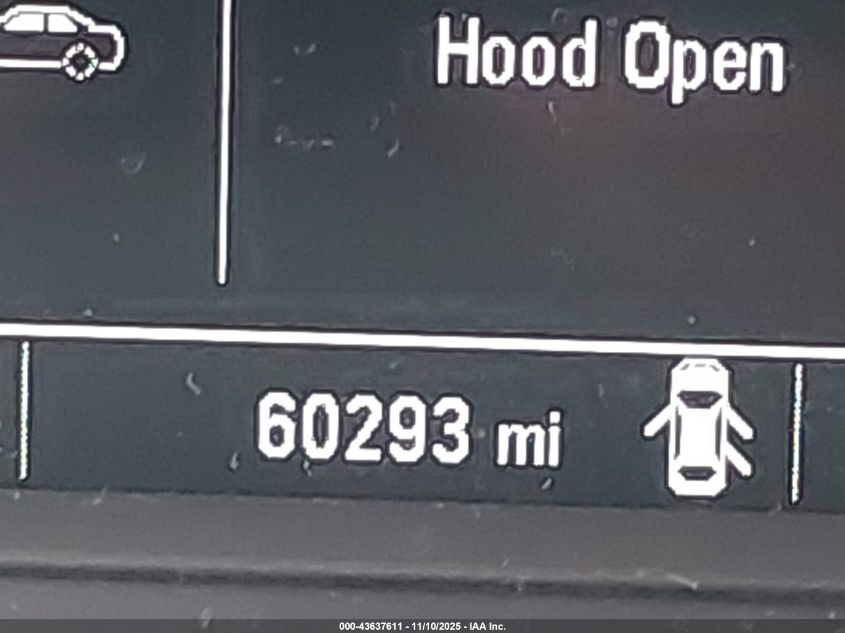 Hood Open
60293 mi
000-43637611 - 11/10/2025 - IAA Inc.